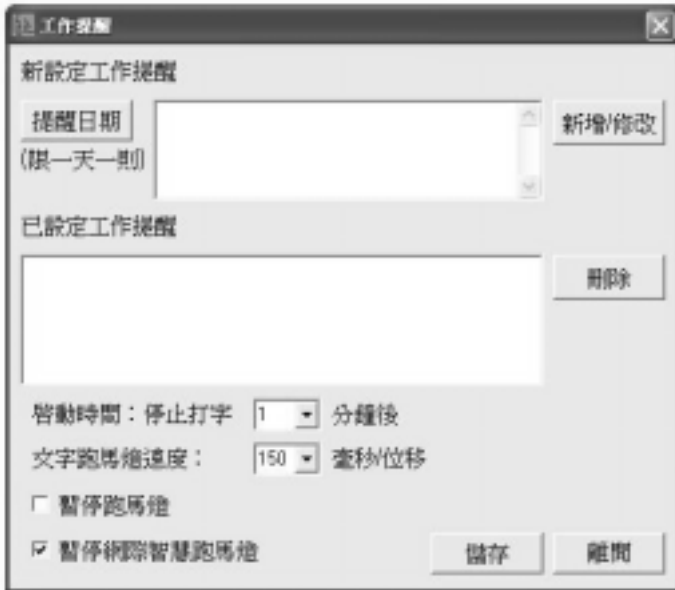 工作提醒
新設定工作提醒
提醒日期
新增/修改
(限一天一則)
已設定工作提醒
刪除
啟動時間：停止打字 1 分鐘後
文字跑馬燈速度： 150 毫秒/位移
暫停跑馬燈
暫停網際智慧跑馬燈
儲存 離開